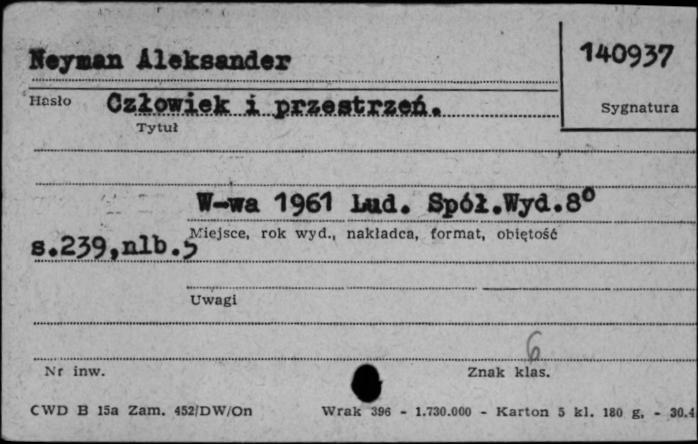 Neyman Aleksander
140937
Hasło Człowiek i przestrzeń.
Sygnatura
Tytuł
W-wa 1961 Lud. Spół.Wyd.8°
Miejsce, rok wyd., nakładca, format, objętość
s.239,nlb.5
Uwagi
6
Nr inw. Znak klas.
CWD B 15a Zam. 452/DW/On Wrak 396 - 1.730.000 - Karton 5 kl. 180 g. - 30.4